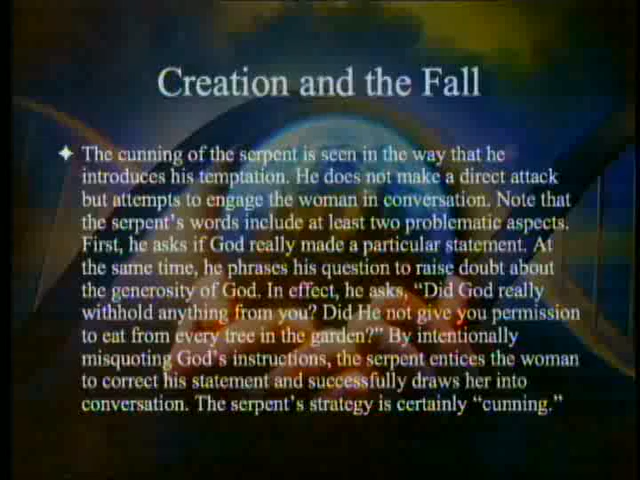 Creation and the Fall
The cunning of the serpent is seen in the way that he
introduces his temptation. He does not make a direct attack
but attempts to engage the woman in conversation. Note that
the serpent's words include at least two problematic aspects.
First, he asks if God really made a particular statement. At
the same time, he phrases his question to raise doubt about
the generosity of God. In effect, he asks, “Did God really
withhold anything from you? Did He not give you permission
to eat from every tree in the garden?” By intentionally
misquoting God's instructions, the serpent entices the woman
to correct his statement and successfully draws her into
conversation. The serpent's strategy is certainly “cunning.”